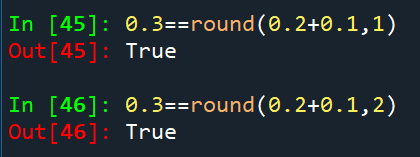 In [45]: 0.3==round(0.2+0.1,1)
Out[45]: True
In [46]: 0.3==round(0.2+0.1,2)
Out[46]: True